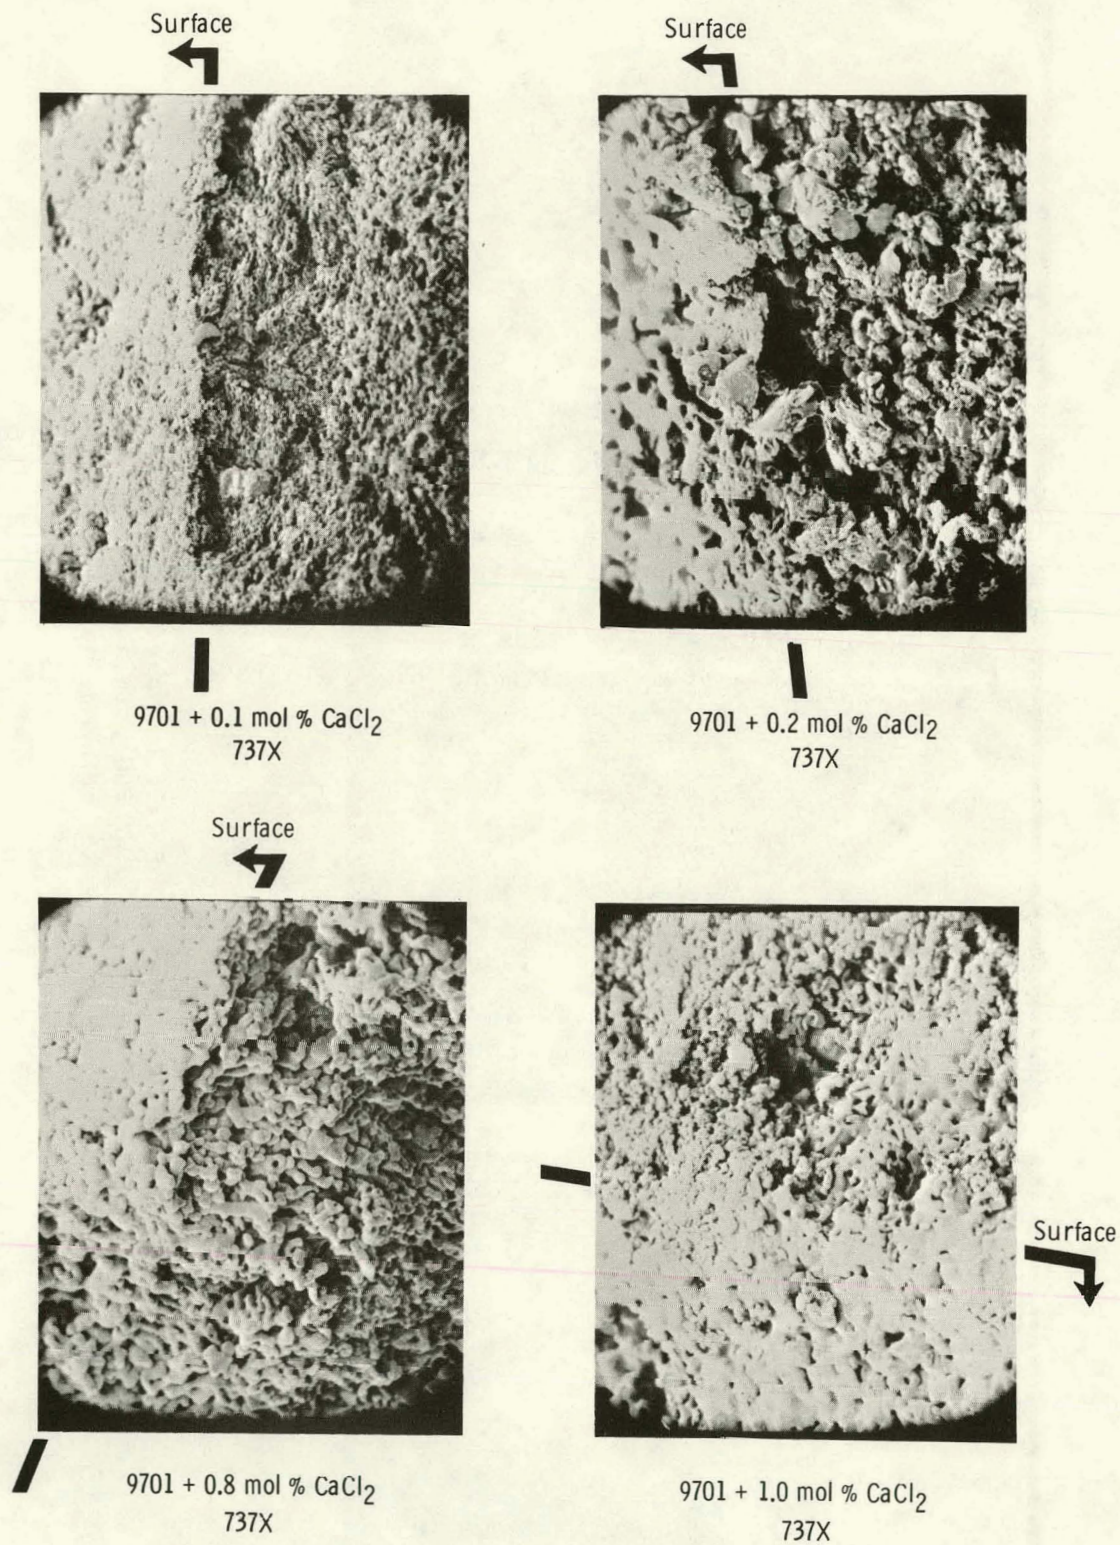 Surface
Surface
9701 + 0.1 mol % CaCl₂
737X
9701 + 0.2 mol % CaCl₂
737X
Surface
Surface
9701 + 0.8 mol % CaCl₂
737X
9701 + 1.0 mol % CaCl₂
737X